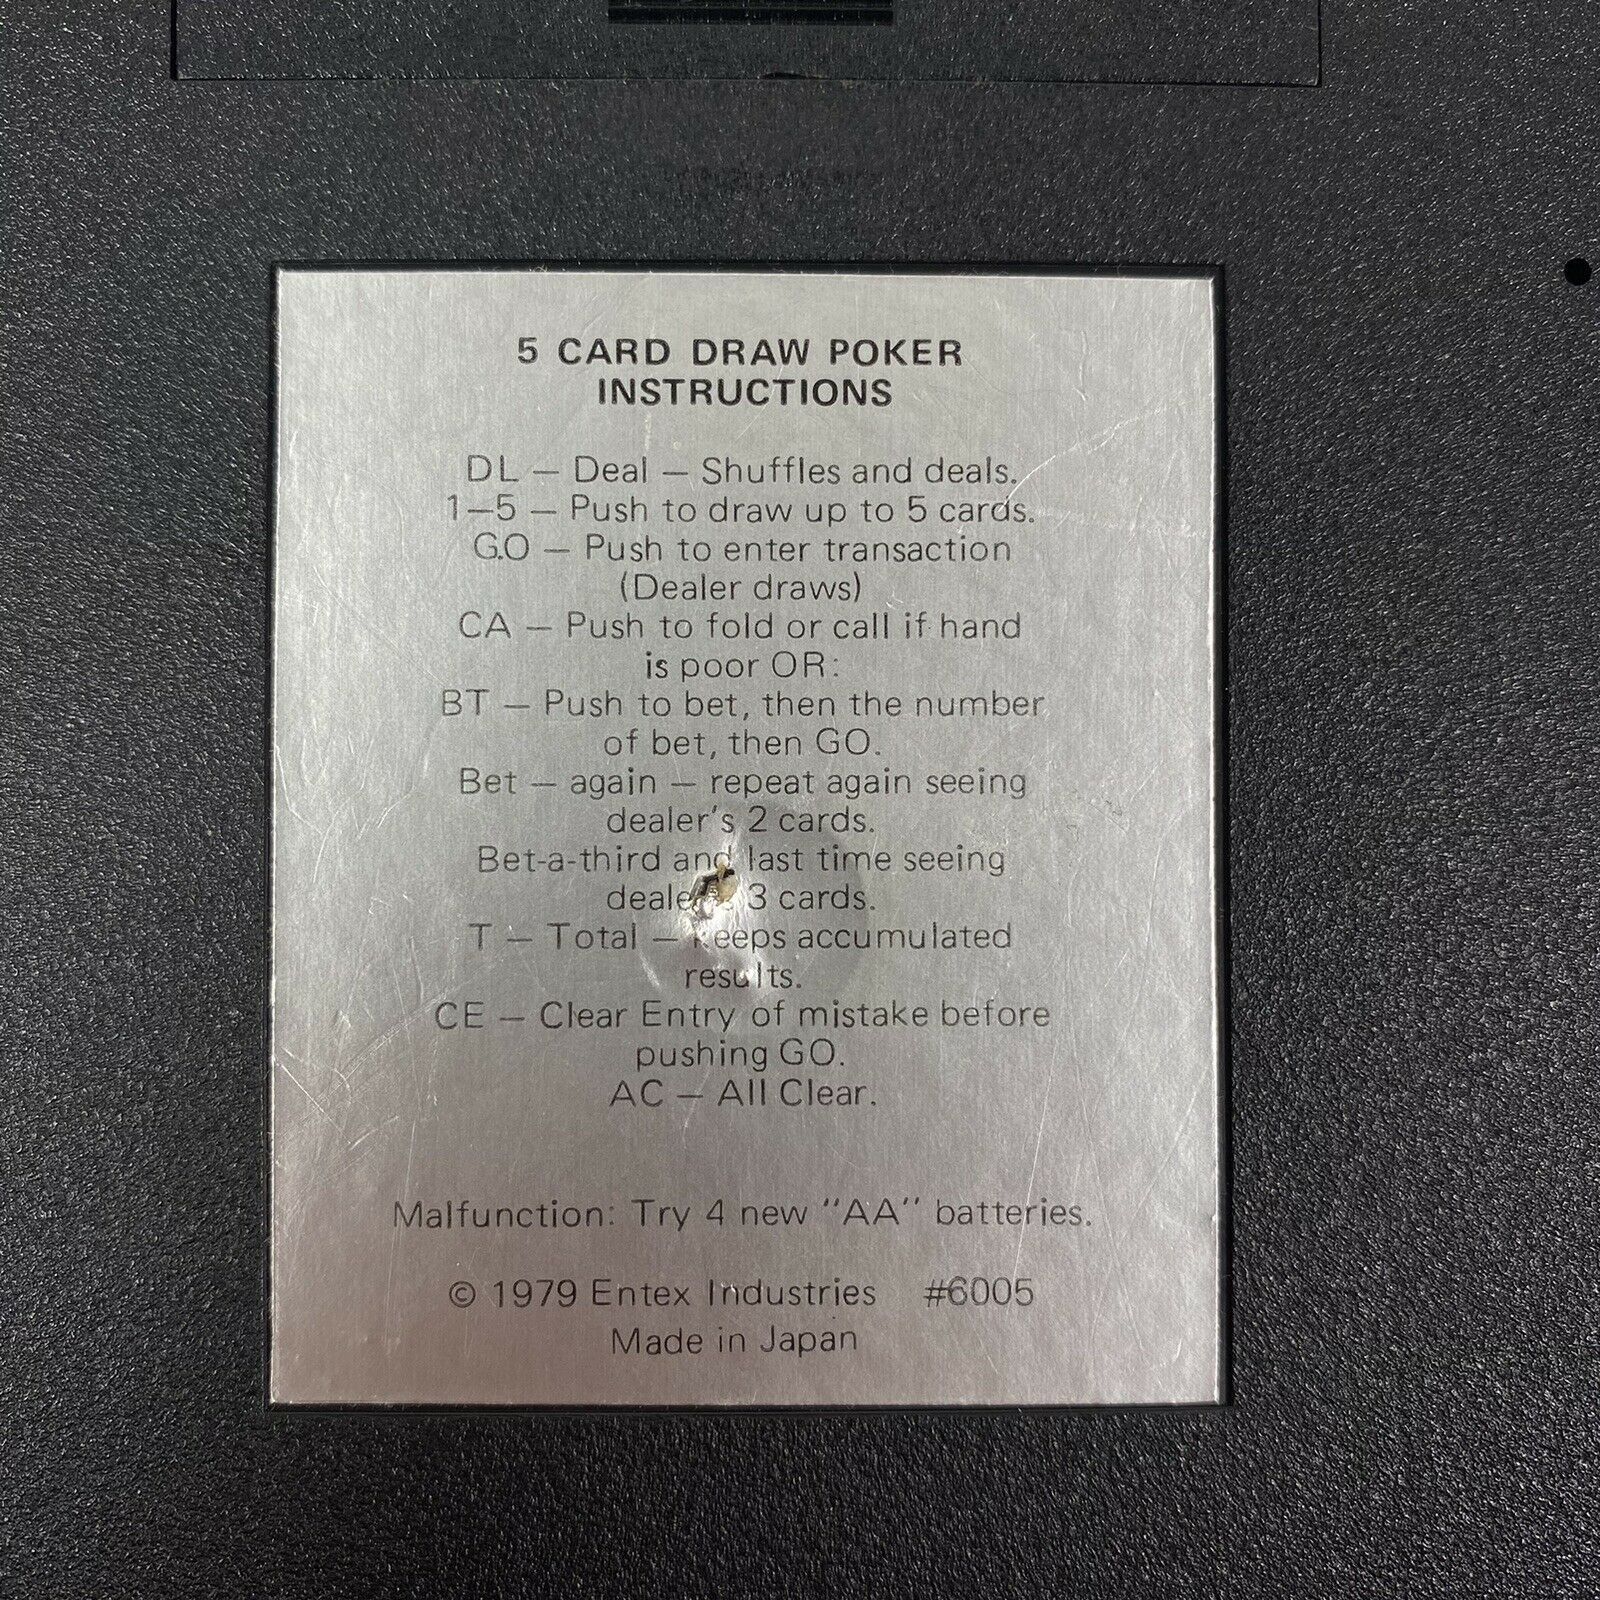 5 CARD DRAW POKER
INSTRUCTIONS
DL — Deal — Shuffles and deals.
1—5 — Push to draw up to 5 cards.
G.O — Push to enter transaction
(Dealer draws)
CA — Push to fold or call if hand
is poor OR:
BT — Push to bet, then the number
of bet, then GO.
Bet — again — repeat again seeing
dealer's 2 cards.
Bet-a-third and last time seeing
3 cards.
T — Total — keeps accumulated
results.
CE — Clear Entry of mistake before
pushing GO.
AC — All Clear.
Malfunction: Try 4 new "AA" batteries.
© 1979 Entex Industries #6005
Made in Japan